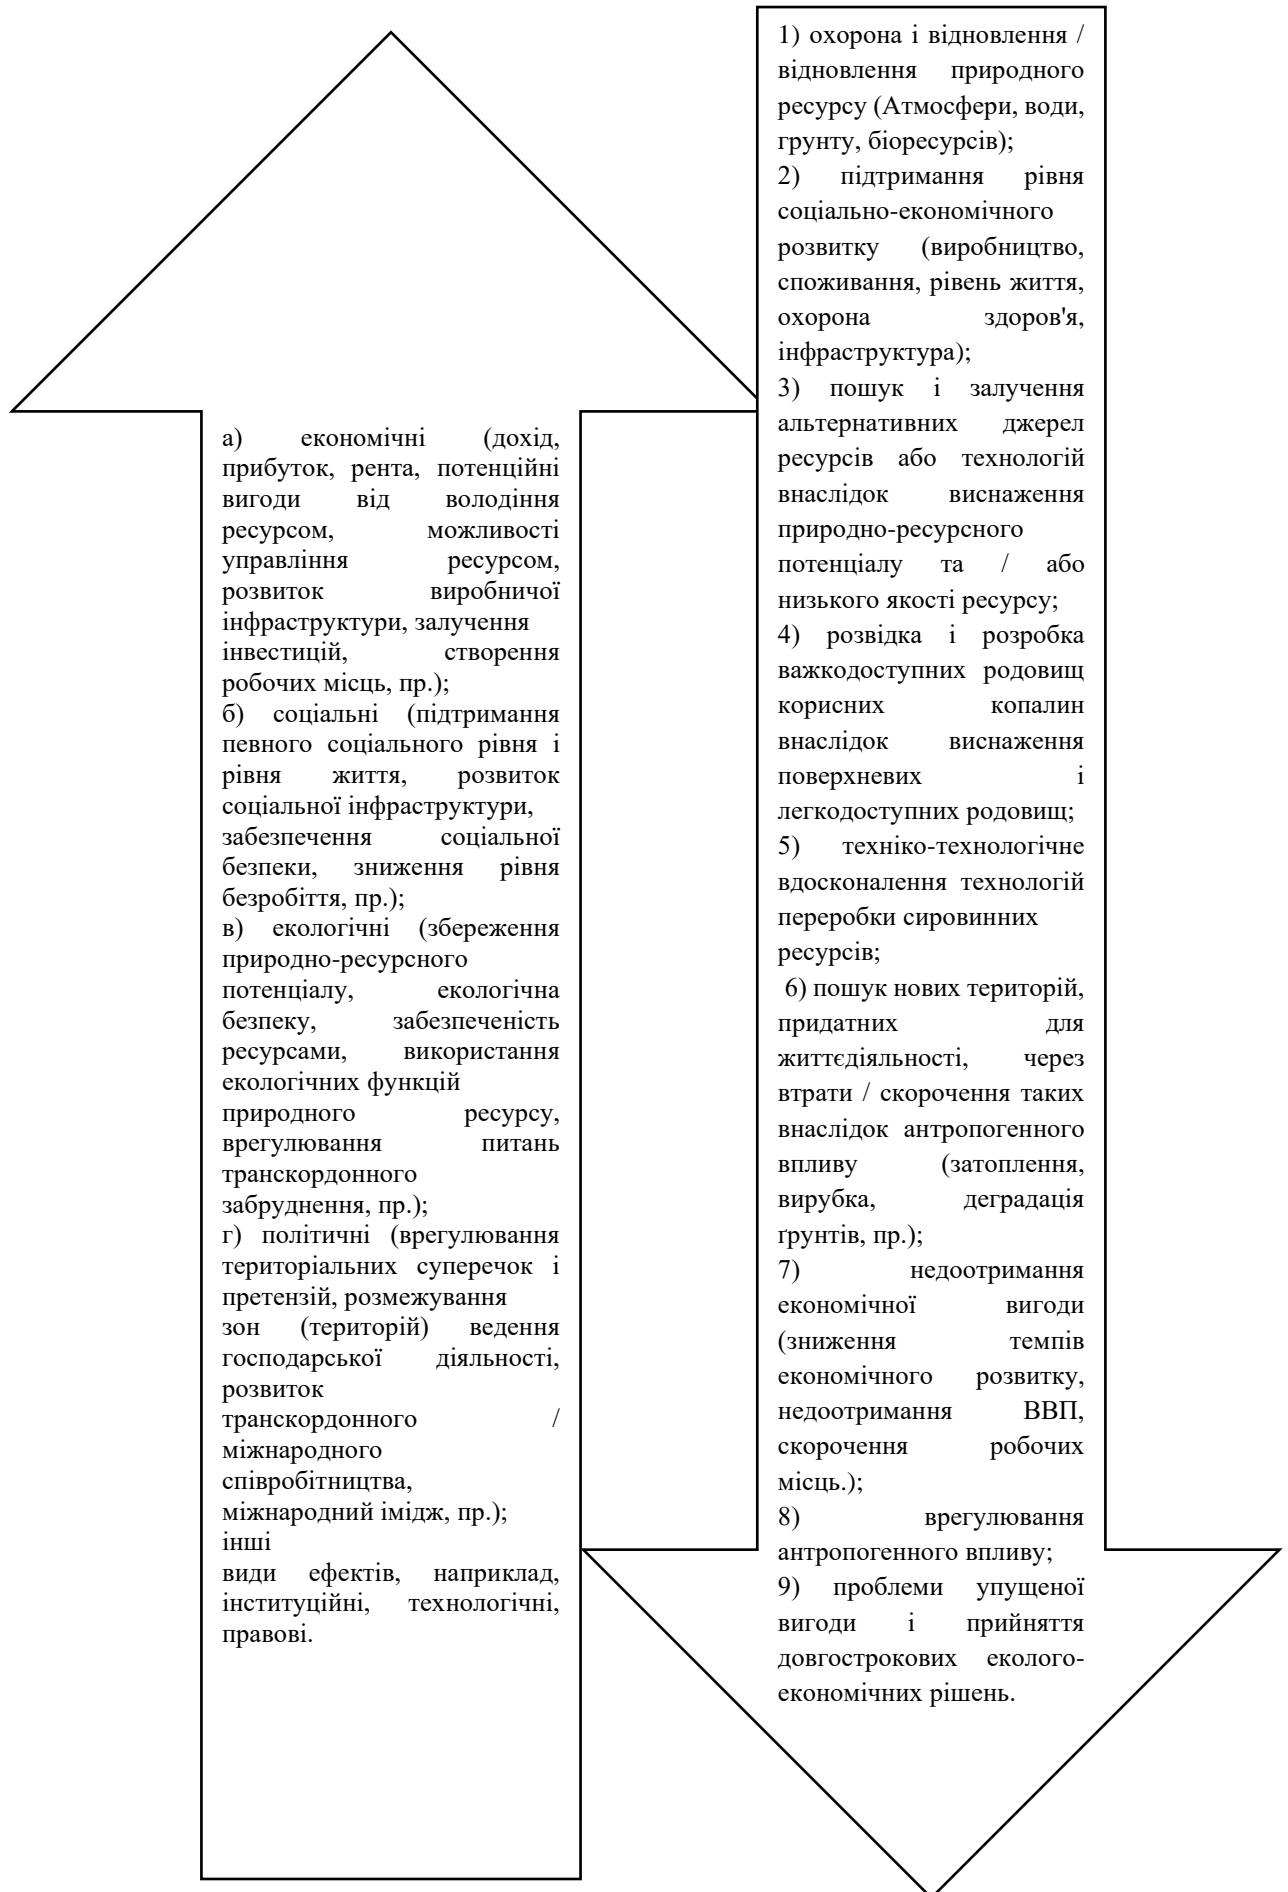 а) економічні (дохід,
прибуток, рента, потенційні
вигоди від володіння
ресурсом, можливості
управління ресурсом,
розвиток виробничої
інфраструктури, залучення
інвестицій, створення
робочих місць, пр.);
б) соціальні (підтримання
певного соціального рівня і
рівня життя, розвиток
соціальної інфраструктури,
забезпечення соціальної
безпеки, зниження рівня
безробіття, пр.);
в) екологічні (збереження
природно-ресурсного
потенціалу, екологічна
безпеку, забезпеченість
ресурсами, використання
екологічних функцій
природного ресурсу,
врегулювання питань
транскордонного
забруднення, пр.);
г) політичні (врегулювання
територіальних суперечок і
претензій, розмежування
зон (територій) ведення
господарської діяльності,
розвиток
транскордонного /
міжнародного
співробітництва,
міжнародний імідж, пр.);
інші
види ефектів, наприклад,
інституційні, технологічні,
правові.
1) охорона і відновлення /
відновлення природного
ресурсу (Атмосфери, води,
грунту, біоресурсів);
2) підтримання рівня
соціально-економічного
розвитку (виробництво,
споживання, рівень життя,
охорона здоров'я,
інфраструктура);
3) пошук і залучення
альтернативних джерел
ресурсів або технологій
внаслідок виснаження
природно-ресурсного
потенціалу та / або
низького якості ресурсу;
4) розвідка і розробка
важкодоступних родовищ
корисних копалин
внаслідок виснаження
поверхневих і
легкодоступних родовищ;
5) техніко-технологічне
вдосконалення технологій
переробки сировинних
ресурсів;
6) пошук нових територій,
придатних для
життєдіяльності, через
втрати / скорочення таких
внаслідок антропогенного
впливу (затоплення,
вирубка, деградація
ґрунтів, пр.);
7) недоотримання
економічної вигоди
(зниження темпів
економічного розвитку,
недоотримання ВВП,
скорочення робочих
місць.);
8) врегулювання
антропогенного впливу;
9) проблеми упущеної
вигоди і прийняття
довгострокових еколого-
економічних рішень.